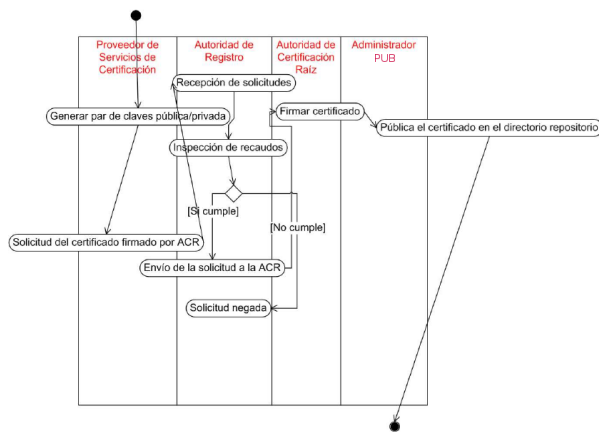 Proveedor de
Servicios de
Certificación
Autoridad de
Registro
Autoridad de
Certificación
Raíz
Administrador
PUB
Recepción de solicitudes
Generar par de claves pública/privada
Firmar certificado
Pública el certificado en el directorio repositorio
Inspección de recaudos
[Si cumple]
[No cumple]
Solicitud del certificado firmado por ACR
Envío de la solicitud a la ACR
Solicitud negada